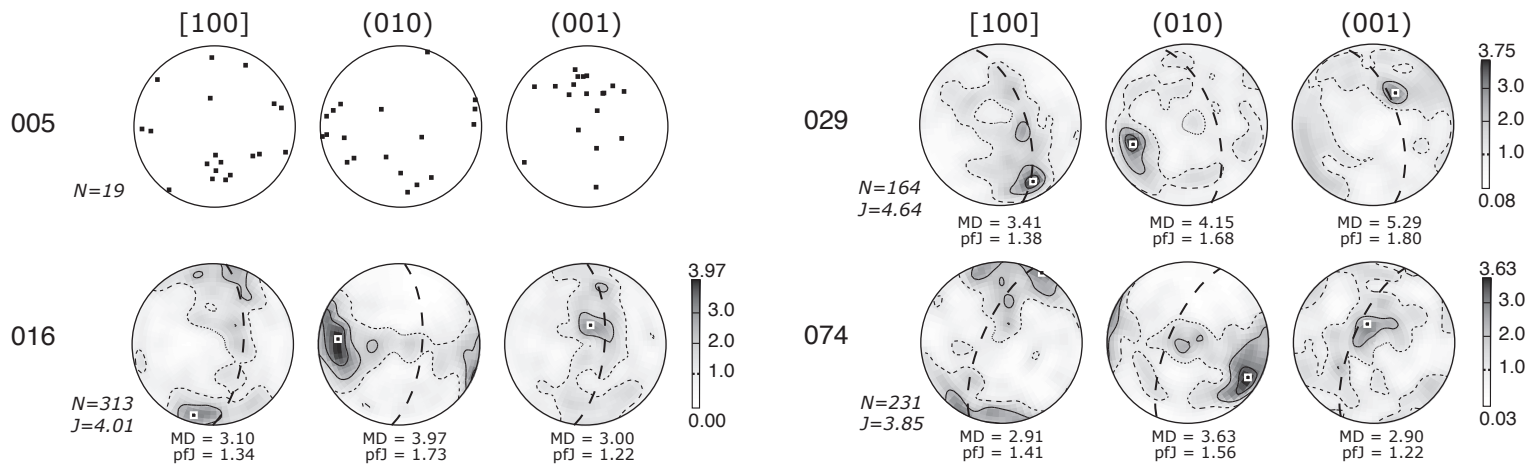 [100] (010) (001)
005
N=19
016
N=313
J=4.01
MD = 3.10
pfJ = 1.34
MD = 3.97
pfJ = 1.73
MD = 3.00
pfJ = 1.22
3.97
3.0
2.0
1.0
0.00
[100] (010) (001)
029
N=164
J=4.64
MD = 3.41
pfJ = 1.38
MD = 4.15
pfJ = 1.68
MD = 5.29
pfJ = 1.80
3.75
3.0
2.0
1.0
0.08
074
N=231
J=3.85
MD = 2.91
pfJ = 1.41
MD = 3.63
pfJ = 1.56
MD = 2.90
pfJ = 1.22
3.63
3.0
2.0
1.0
0.03